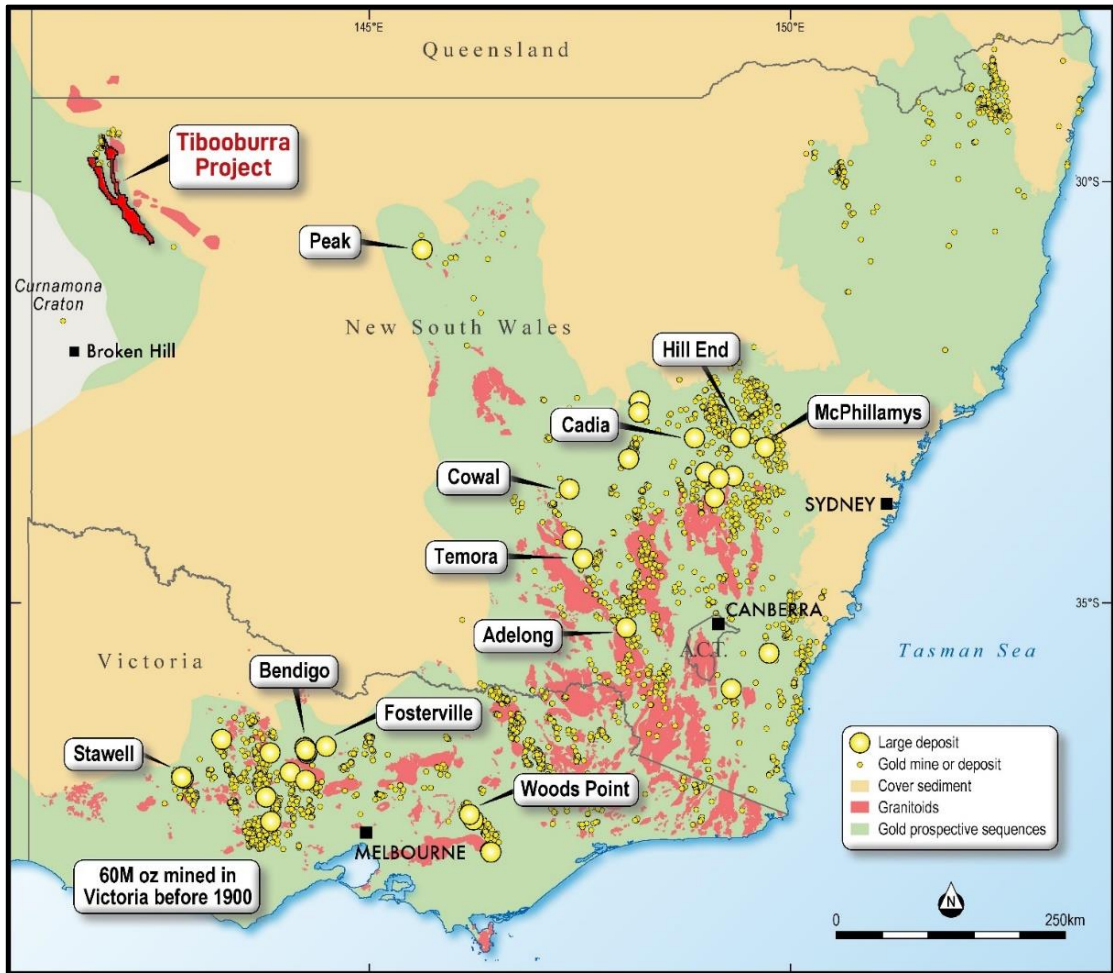 145°E
150°E
Queensland
Tibooburra
Project
30°S
Peak
Curnamona
Craton
New South Wales
Broken Hill
Hill End
Cadia
McPhillamys
Cowal
SYDNEY
Temora
35°S
CANBERRA
Adelong
A.C.T.
Victoria
Tasman Sea
Bendigo
Fosterville
Stawell
Large deposit
Gold mine or deposit
Cover sediment
Granitoids
Gold prospective sequences
Woods Point
MELBOURNE
60M oz mined in
Victoria before 1900
N
0
250km